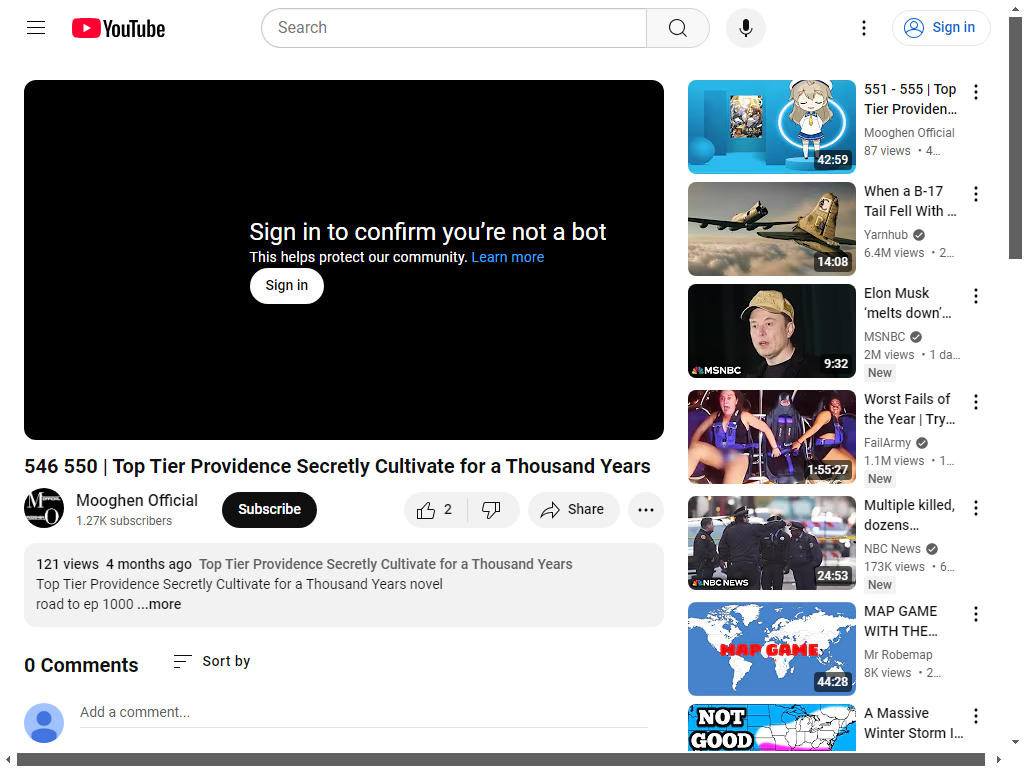 YouTube
Search
Sign in
Sign in to confirm you’re not a bot
This helps protect our community. Learn more
Sign in
546 550 | Top Tier Providence Secretly Cultivate for a Thousand Years
Mooghen Official
1.27K subscribers
Subscribe
2
Share
121 views 4 months ago Top Tier Providence Secretly Cultivate for a Thousand Years
Top Tier Providence Secretly Cultivate for a Thousand Years novel
road to ep 1000 ...more
0 Comments
Sort by
Add a comment...
42:59
551 - 555 | Top
Tier Providen…
Mooghen Official
87 views • 4…
14:08
When a B-17
Tail Fell With …
Yarnhub
6.4M views • 2…
MSNBC
9:32
Elon Musk
‘melts down’…
MSNBC
2M views • 1 da…
New
1:55:27
Worst Fails of
the Year | Try…
FailArmy
1.1M views • 1…
New
NBC NEWS
24:53
Multiple killed,
dozens…
NBC News
173K views • 6…
New
MAP GAME
44:28
MAP GAME
WITH THE…
Mr Robemap
8K views • 2…
NOT
GOOD
A Massive
Winter Storm I…